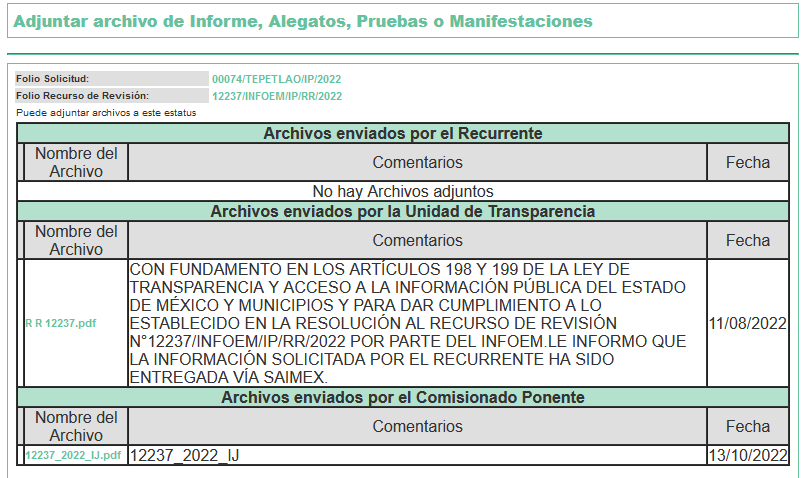 Adjuntar archivo de Informe, Alegatos, Pruebas o Manifestaciones
Folio Solicitud: 00074/TEPETLAO/IP/2022
Folio Recurso de Revisión: 12237/INFOEM/IP/RR/2022
Puede adjuntar archivos a este estatus
Archivos enviados por el Recurrente
Nombre del Archivo Comentarios Fecha
No hay Archivos adjuntos
Archivos enviados por la Unidad de Transparencia
Nombre del Archivo Comentarios Fecha
R R 12237.pdf
CON FUNDAMENTO EN LOS ARTÍCULOS 198 Y 199 DE LA LEY DE
TRANSPARENCIA Y ACCESO A LA INFORMACIÓN PÚBLICA DEL ESTADO
DE MÉXICO Y MUNICIPIOS Y PARA DAR CUMPLIMIENTO A LO
ESTABLECIDO EN LA RESOLUCIÓN AL RECURSO DE REVISIÓN
N°12237/INFOEM/IP/RR/2022 POR PARTE DEL INFOEM.LE INFORMO QUE
LA INFORMACIÓN SOLICITADA POR EL RECURRENTE HA SIDO
ENTREGADA VÍA SAIMEX.
11/08/2022
Archivos enviados por el Comisionado Ponente
Nombre del Archivo Comentarios Fecha
12237_2022_IJ.pdf 12237_2022_IJ 13/10/2022